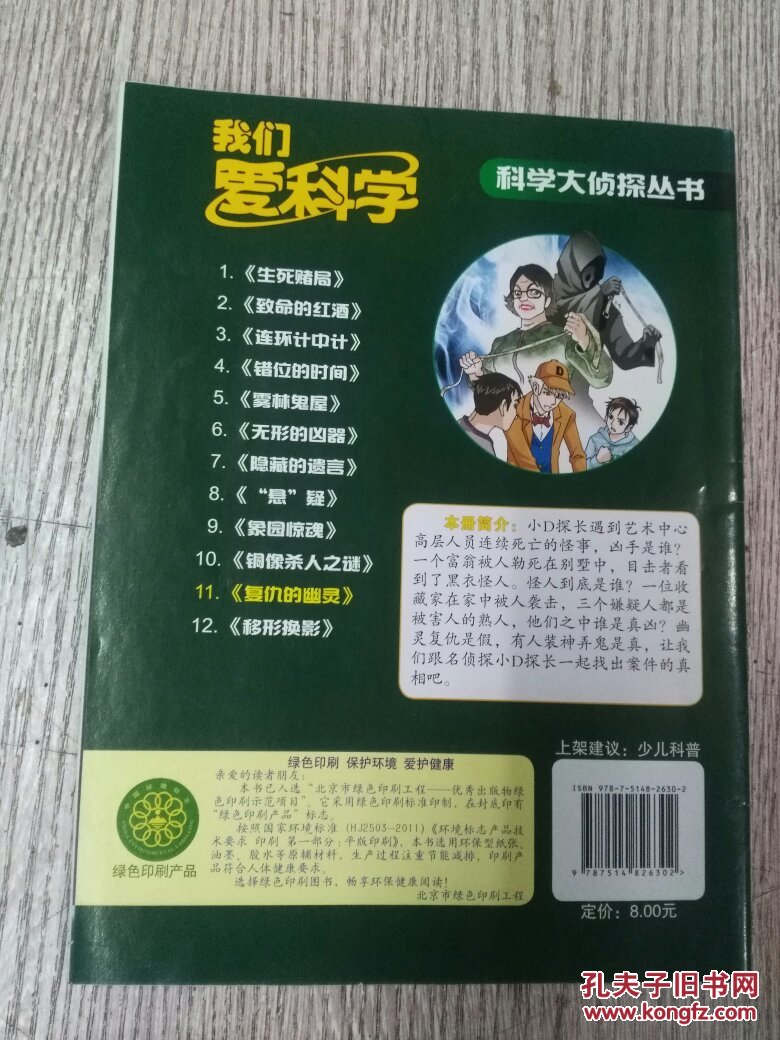 我们
爱科学
科学大侦探丛书
1.《生死赌局》
2.《致命的红酒》
3.《连环计中计》
4.《错位的时间》
5.《雾林鬼屋》
6.《无形的凶器》
7.《隐藏的遗言》
8.《“悬”疑》
9.《象园惊魂》
10.《铜像杀人之谜》
11.《复仇的幽灵》
12.《移形换影》
D
本册简介：小D探长遇到艺术中心
高层人员连续死亡的怪事，凶手是谁？
一个富翁被人勒死在别墅中，目击者看
到了黑衣怪人。怪人到底是谁？一位收
藏家在家中被人袭击，三个嫌疑人都是
被害人的熟人，他们之中谁是真凶？幽
灵复仇是假，有人装神弄鬼是真，让我
们跟名侦探小D探长一起找出案件的真
相吧。
绿色印刷 保护环境 爱护健康
亲爱的读者朋友：
本书已入选“北京市绿色印刷工程——优秀出版物绿
色印刷示范项目”。它采用绿色印刷标准印制，在封底印有
“绿色印刷产品”标志。
按照国家环境标准（HJ2503-2011）《环境标志产品技
术要求 印刷 第一部分：平版印刷》，本书选用环保型纸张、
油墨、胶水等原辅材料，生产过程注重节能减排，印刷产
品符合人体健康要求。
选择绿色印刷图书，畅享环保健康阅读！
北京市绿色印刷工程
中国环境标志
绿色印刷产品
上架建议：少儿科普
ISBN 978-7-5148-2630-2
9 787514 826302 >
定价：8.00元
孔夫子旧书网
www.kongfz.com